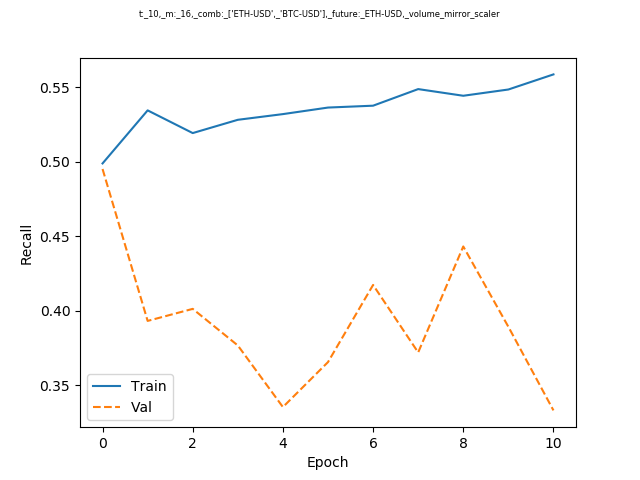 t:_10,_m:_16,_comb:_['ETH-USD',_'BTC-USD'],_future:_ETH-USD,_volume_mirror_scaler
0.55
0.50
0.45
0.40
0.35
Recall
Train
Val
0 2 4 6 8 10
Epoch